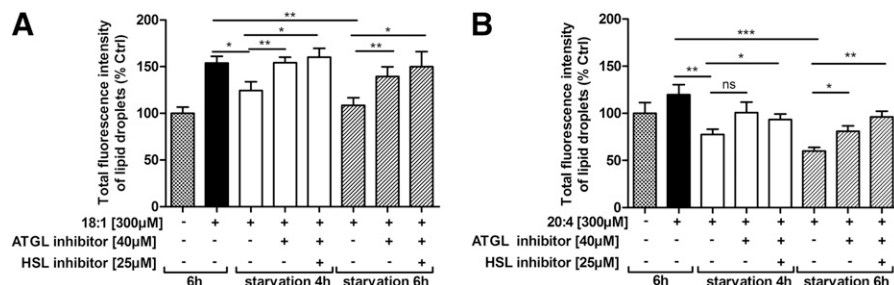 A
Total fluorescence intensity
of lipid droplets (% Ctrl)
200
150
100
50
0
**
*
*
*
**
**
18:1 [300µM] - + + + + + + +
ATGL inhibitor [40µM] - - - + + - + +
HSL inhibitor [25µM] - - - - + - - +
6h starvation 4h starvation 6h
B
Total fluorescence intensity
of lipid droplets (% Ctrl)
200
150
100
50
0
***
*
**
**
ns
*
20:4 [300µM] - + + + + + + +
ATGL inhibitor [40µM] - - - + + - + +
HSL inhibitor [25µM] - - - - + - - +
6h starvation 4h starvation 6h